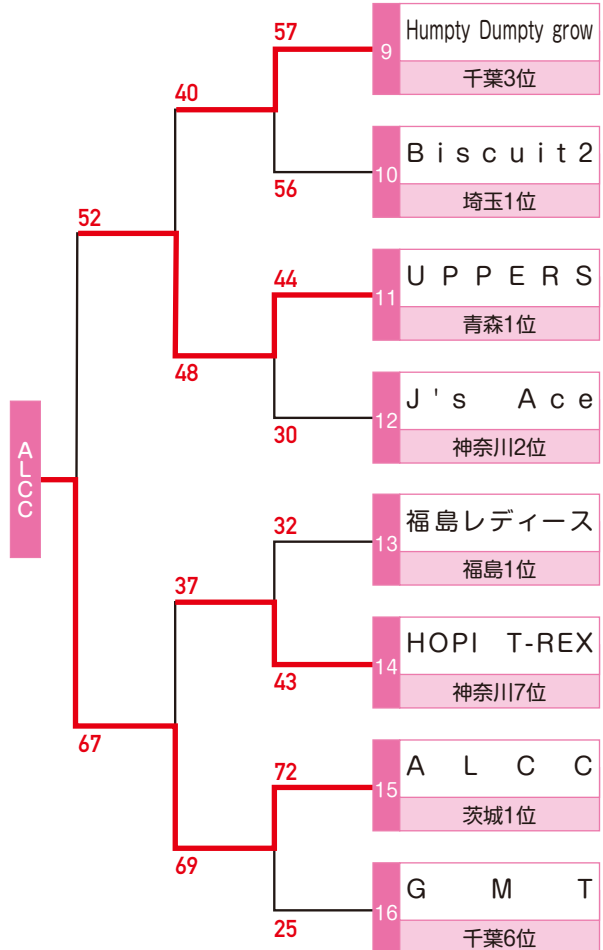 57
9
Humpty Dumpty grow
千葉3位
40
10
Biscuit2
埼玉1位
56
52
44
11
UPPERS
青森1位
48
12
J's Ace
神奈川2位
30
ALCC
32
13
福島レディース
福島1位
37
14
HOPI T-REX
神奈川7位
43
67
72
15
ALCC
茨城1位
69
16
GMT
千葉6位
25